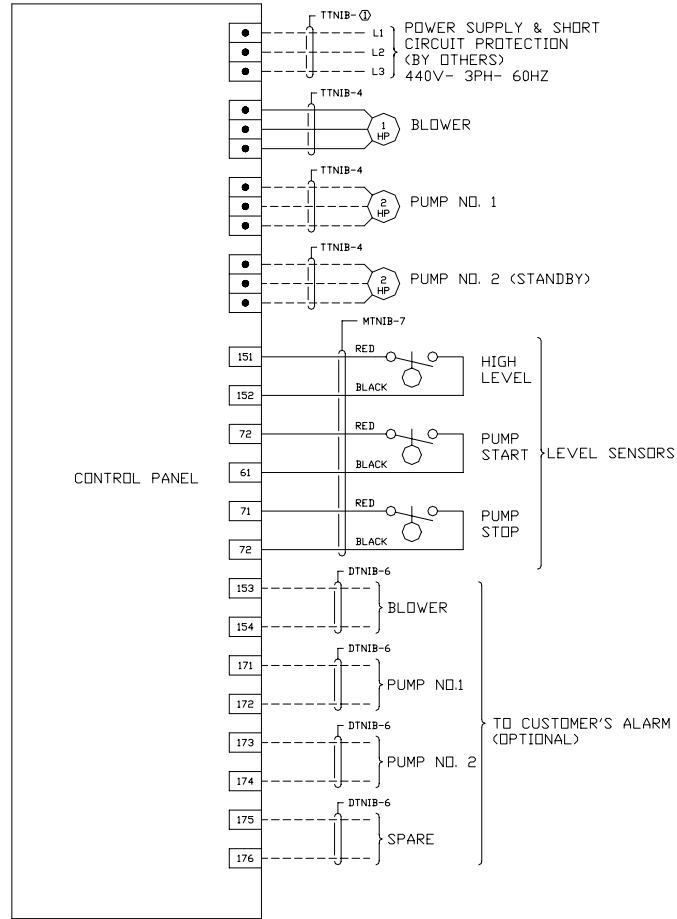 TTNIB-①
L1
L2
L3
POWER SUPPLY & SHORT
CIRCUIT PROTECTION
(BY OTHERS)
440V- 3PH- 60HZ
TTNIB-4
1
HP
BLOWER
TTNIB-4
2
HP
PUMP NO. 1
TTNIB-4
2
HP
PUMP NO. 2 (STANDBY)
MTNIB-7
151
RED
HIGH
LEVEL
152
BLACK
72
RED
PUMP
START
61
BLACK
LEVEL SENSORS
CONTROL PANEL
71
RED
PUMP
STOP
72
BLACK
DTNIB-6
153
BLOWER
154
DTNIB-6
171
PUMP NO.1
172
DTNIB-6
173
PUMP NO. 2
174
TO CUSTOMER'S ALARM
(OPTIONAL)
DTNIB-6
175
SPARE
176